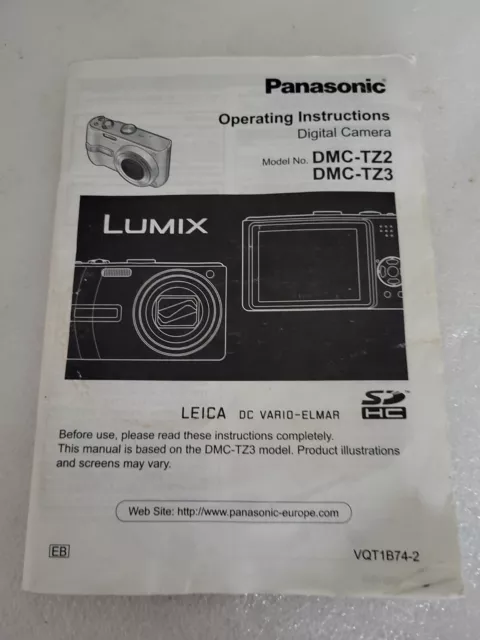 Panasonic
Operating Instructions
Digital Camera
Model No. DMC-TZ2
DMC-TZ3
LUMIX
LEICA DC VARIO-ELMAR
SD HC
Before use, please read these instructions completely.
This manual is based on the DMC-TZ3 model. Product illustrations
and screens may vary.
Web Site: http://www.panasonic-europe.com
EB
VQT1B74-2